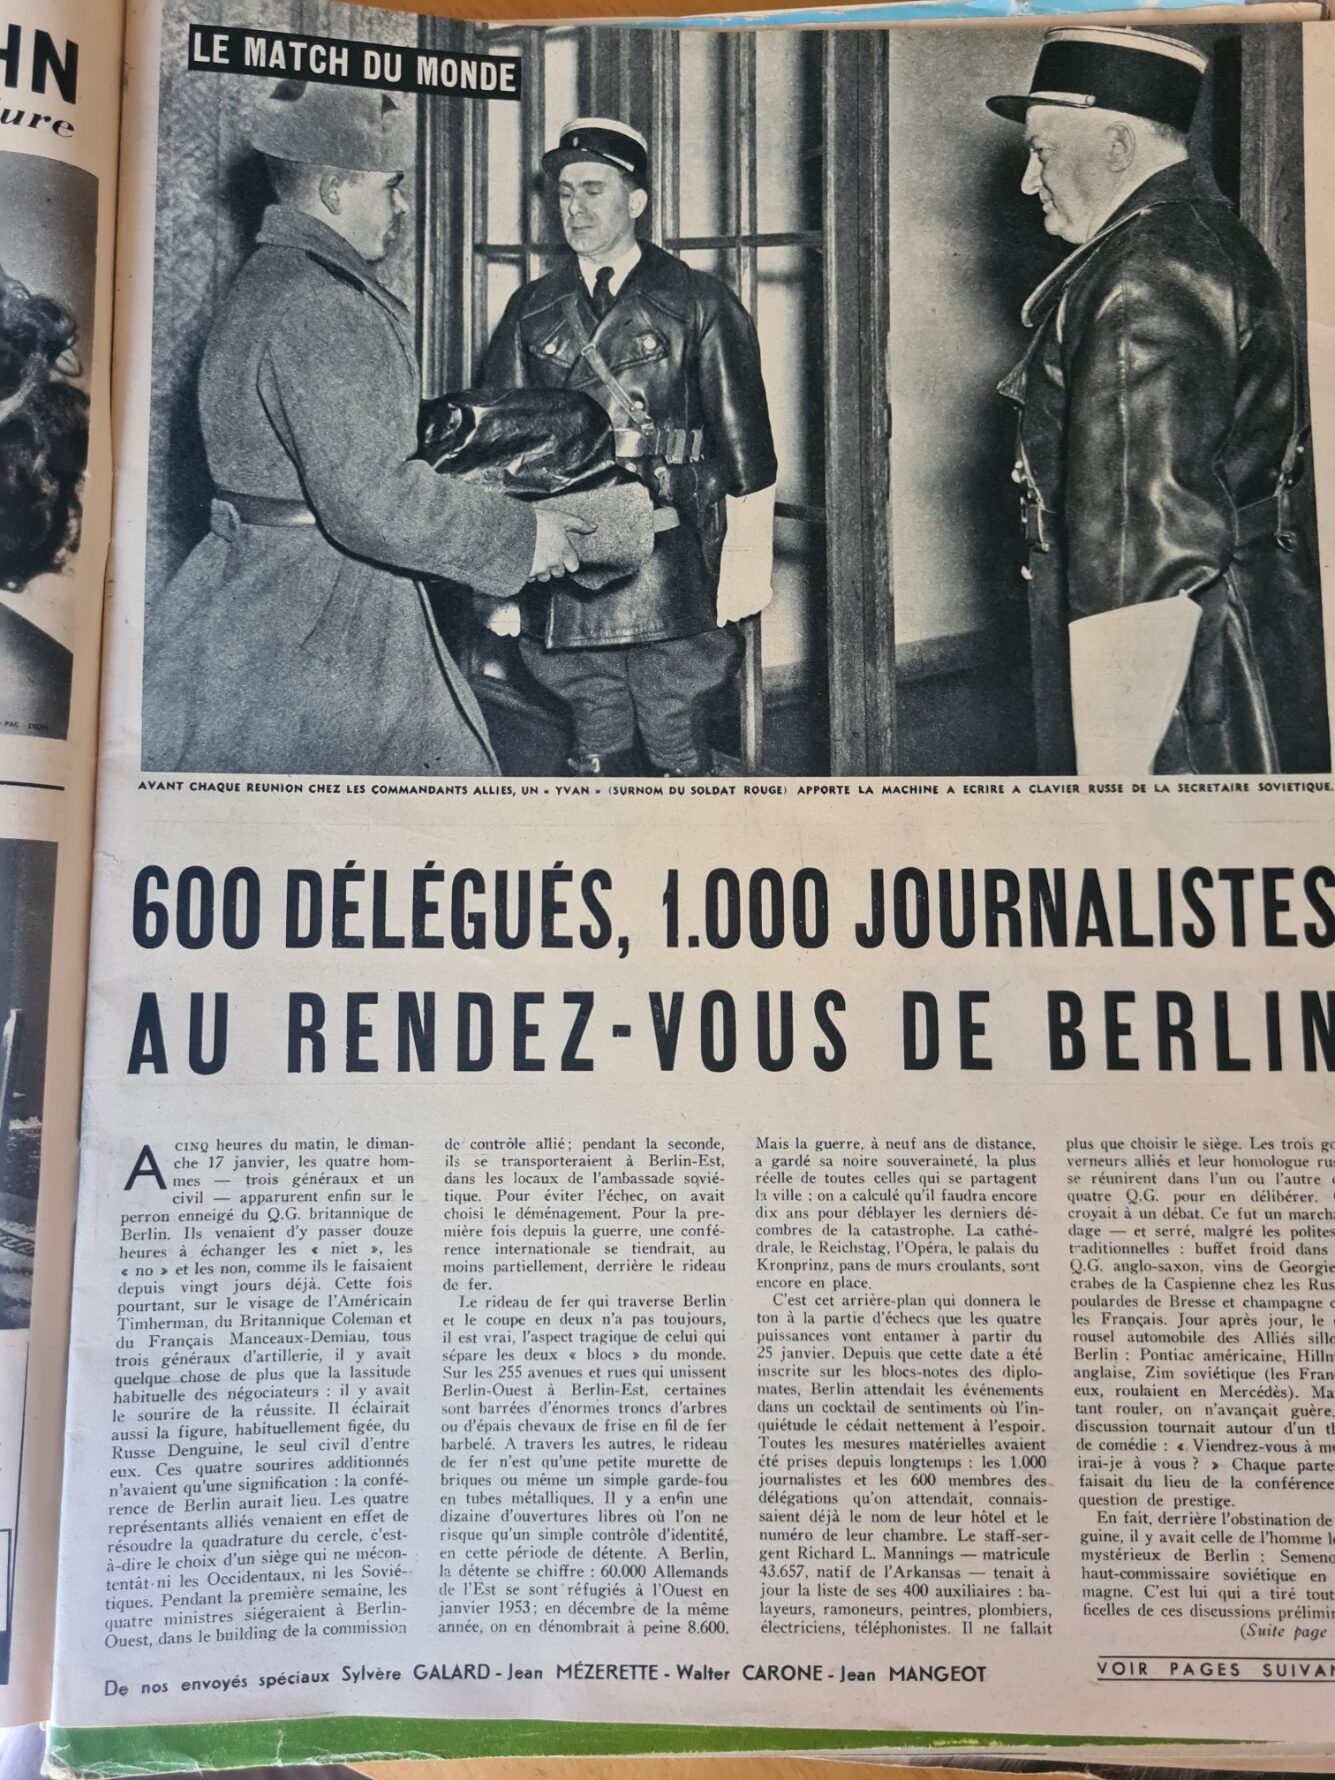 HN
ure
LE MATCH DU MONDE
AVANT CHAQUE REUNION CHEZ LES COMMANDANTS ALLIES, UN « YVAN » (SURNOM DU SOLDAT ROUGE) APPORTE LA MACHINE A ECRIRE A CLAVIER RUSSE DE LA SECRETAIRE SOVIETIQUE.
600 DÉLÉGUÉS, 1.000 JOURNALISTES
AU RENDEZ-VOUS DE BERLIN
A CINQ heures du matin, le diman-
che 17 janvier, les quatre hom-
mes — trois généraux et un
civil — apparurent enfin sur le
perron enneigé du Q.G. britannique de
Berlin. Ils venaient d'y passer douze
heures à échanger les « niet », les
« no » et les non, comme ils le faisaient
depuis vingt jours déjà. Cette fois
pourtant, sur le visage de l'Américain
Timherman, du Britannique Coleman et
du Français Manceaux-Demiau, tous
trois généraux d'artillerie, il y avait
quelque chose de plus que la lassitude
habituelle des négociateurs : il y avait
le sourire de la réussite. Il éclairait
aussi la figure, habituellement figée, du
Russe Denguine, le seul civil d'entre
eux. Ces quatre sourires additionnés
n'avaient qu'une signification : la confé-
rence de Berlin aurait lieu. Les quatre
représentants alliés venaient en effet de
résoudre la quadrature du cercle, c'est-
à-dire le choix d'un siège qui ne mécon-
tentât ni les Occidentaux, ni les Sovié-
tiques. Pendant la première semaine, les
quatre ministres siégeraient à Berlin-
Ouest, dans le building de la commission
de contrôle allié; pendant la seconde,
ils se transporteraient à Berlin-Est,
dans les locaux de l'ambassade sovié-
tique. Pour éviter l'échec, on avait
choisi le déménagement. Pour la pre-
mière fois depuis la guerre, une confé-
rence internationale se tiendrait, au
moins partiellement, derrière le rideau
de fer.
Le rideau de fer qui traverse Berlin
et le coupe en deux n'a pas toujours,
il est vrai, l'aspect tragique de celui qui
sépare les deux « blocs » du monde.
Sur les 255 avenues et rues qui unissent
Berlin-Ouest à Berlin-Est, certaines
sont barrées d'énormes troncs d'arbres
ou d'épais chevaux de frise en fil de fer
barbelé. A travers les autres, le rideau
de fer n'est qu'une petite murette de
briques ou même un simple garde-fou
en tubes métalliques. Il y a enfin une
dizaine d'ouvertures libres où l'on ne
risque qu'un simple contrôle d'identité,
en cette période de détente. A Berlin,
la détente se chiffre : 60.000 Allemands
de l'Est se sont réfugiés à l'Ouest en
janvier 1953; en décembre de la même
année, on en dénombrait à peine 8.600.
Mais la guerre, à neuf ans de distance,
a gardé sa noire souveraineté, la plus
réelle de toutes celles qui se partagent
la ville : on a calculé qu'il faudra encore
dix ans pour déblayer les derniers dé-
combres de la catastrophe. La cathé-
drale, le Reichstag, l'Opéra, le palais du
Kronprinz, pans de murs croulants, sont
encore en place.
C'est cet arrière-plan qui donnera le
ton à la partie d'échecs que les quatre
puissances vont entamer à partir du
25 janvier. Depuis que cette date a été
inscrite sur les blocs-notes des diplo-
mates, Berlin attendait les événements
dans un cocktail de sentiments où l'in-
quiétude le cédait nettement à l'espoir.
Toutes les mesures matérielles avaient
été prises depuis longtemps : les 1.000
journalistes et les 600 membres des
délégations qu'on attendait, connais-
saient déjà le nom de leur hôtel et le
numéro de leur chambre. Le staff-ser-
gent Richard L. Mannings — matricule
43.657, natif de l'Arkansas — tenait à
jour la liste de ses 400 auxiliaires : ba-
layeurs, ramoneurs, peintres, plombiers,
électriciens, téléphonistes. Il ne fallait
plus que choisir le siège. Les trois go
verneurs alliés et leur homologue rus
se réunirent dans l'un ou l'autre
quatre Q.G. pour en délibérer.
croyait à un débat. Ce fut un marcha
dage — et serré, malgré les polites
traditionnelles : buffet froid dans
Q.G. anglo-saxon, vins de Georgie
crabes de la Caspienne chez les Rus
poulardes de Bresse et champagne
les Français. Jour après jour, le
rousel automobile des Alliés sillo
Berlin : Pontiac américaine, Hillm
anglaise, Zim soviétique (les Fran
eux, roulaient en Mercédès). Ma
tant rouler, on n'avançait guère.
discussion tournait autour d'un th
de comédie : « Viendrez-vous à m
irai-je à vous ? » Chaque parte
faisait du lieu de la conférence
question de prestige.
En fait, derrière l'obstination de
guine, il y avait celle de l'homme le
mystérieux de Berlin : Semeno
haut-commissaire soviétique en
magne. C'est lui qui a tiré tout
ficelles de ces discussions prélimin
(Suite page
De nos envoyés spéciaux Sylvère GALARD - Jean MÉZERETTE - Walter CARONE - Jean MANGEOT
VOIR PAGES SUIVAN